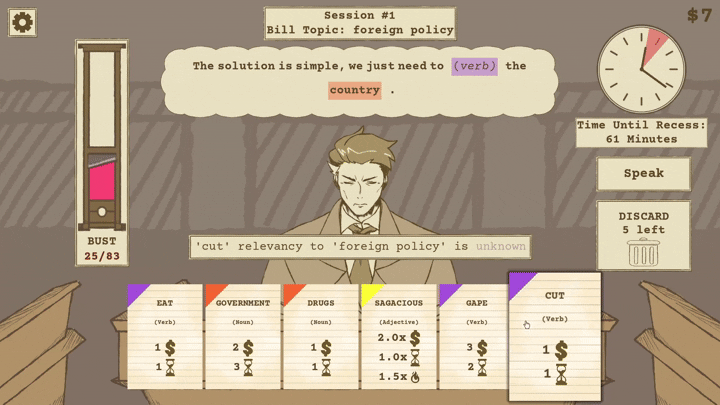 Session #1
Bill Topic: foreign policy
$7
The solution is simple, we just need to (verb) the
country .
Time Until Recess:
61 Minutes
Speak
DISCARD
5 left
BUST
25/83
'cut' relevancy to 'foreign policy' is unknown
EAT
(Verb)
1 $
1
GOVERNMENT
(Noun)
2 $
3
DRUGS
(Noun)
1 $
1
SAGACIOUS
(Adjective)
2.0x $
1.0x
1.5x
GAPE
(Verb)
3 $
2
CUT
(Verb)
1 $
1